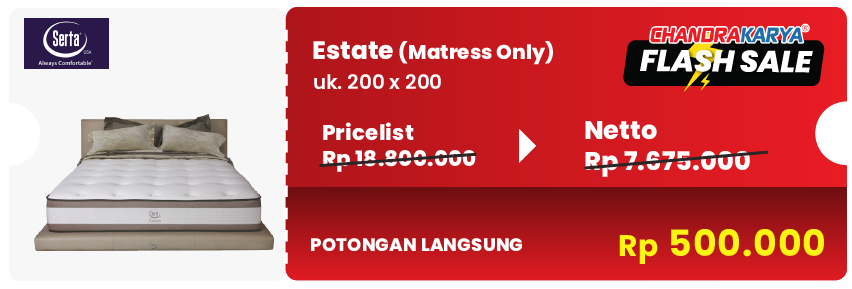 Serta
USA
Always Comfortable
Estate (Matress Only)
uk. 200 x 200
CHANDRAKARYA®
FLASH SALE
Pricelist
Rp 18.800.000
Netto
Rp 7.675.000
POTONGAN LANGSUNG
Rp 500.000
Serta